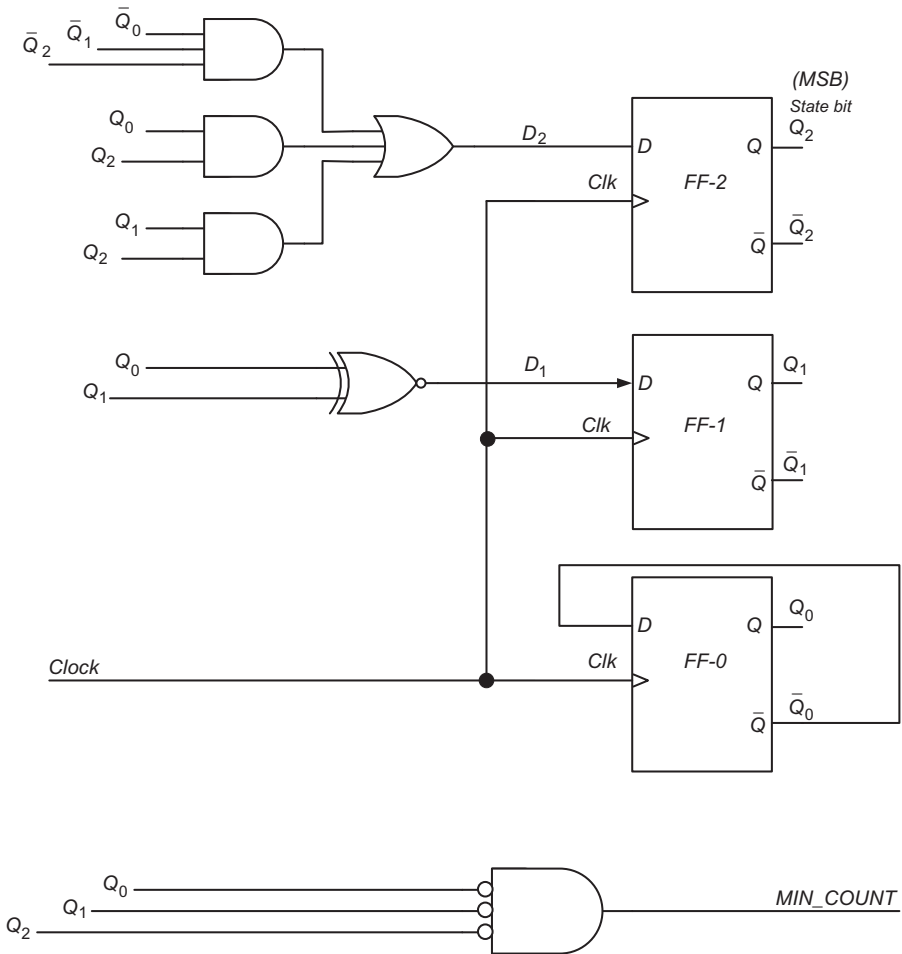 Q̅0
Q̅1
Q̅2
Q0
Q2
Q1
Q2
D2
Clk
D
FF-2
Q
Q̅
(MSB)
State bit
Q2
Q̅2
Q0
Q1
D1
Clk
D
FF-1
Q
Q̅
Q1
Q̅1
Clock
Clk
D
FF-0
Q
Q̅
Q0
Q̅0
Q0
Q1
Q2
MIN_COUNT